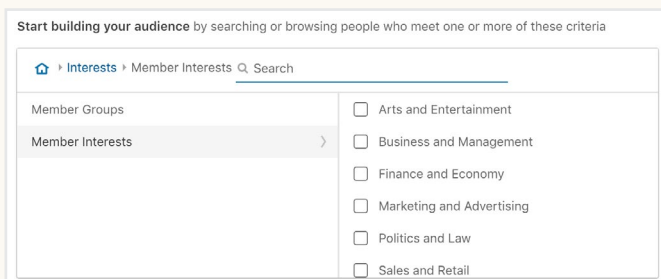 Start building your audience by searching or browsing people who meet one or more of these criteria
Interests Member Interests Search
Member Groups
Member Interests
Arts and Entertainment
Business and Management
Finance and Economy
Marketing and Advertising
Politics and Law
Sales and Retail